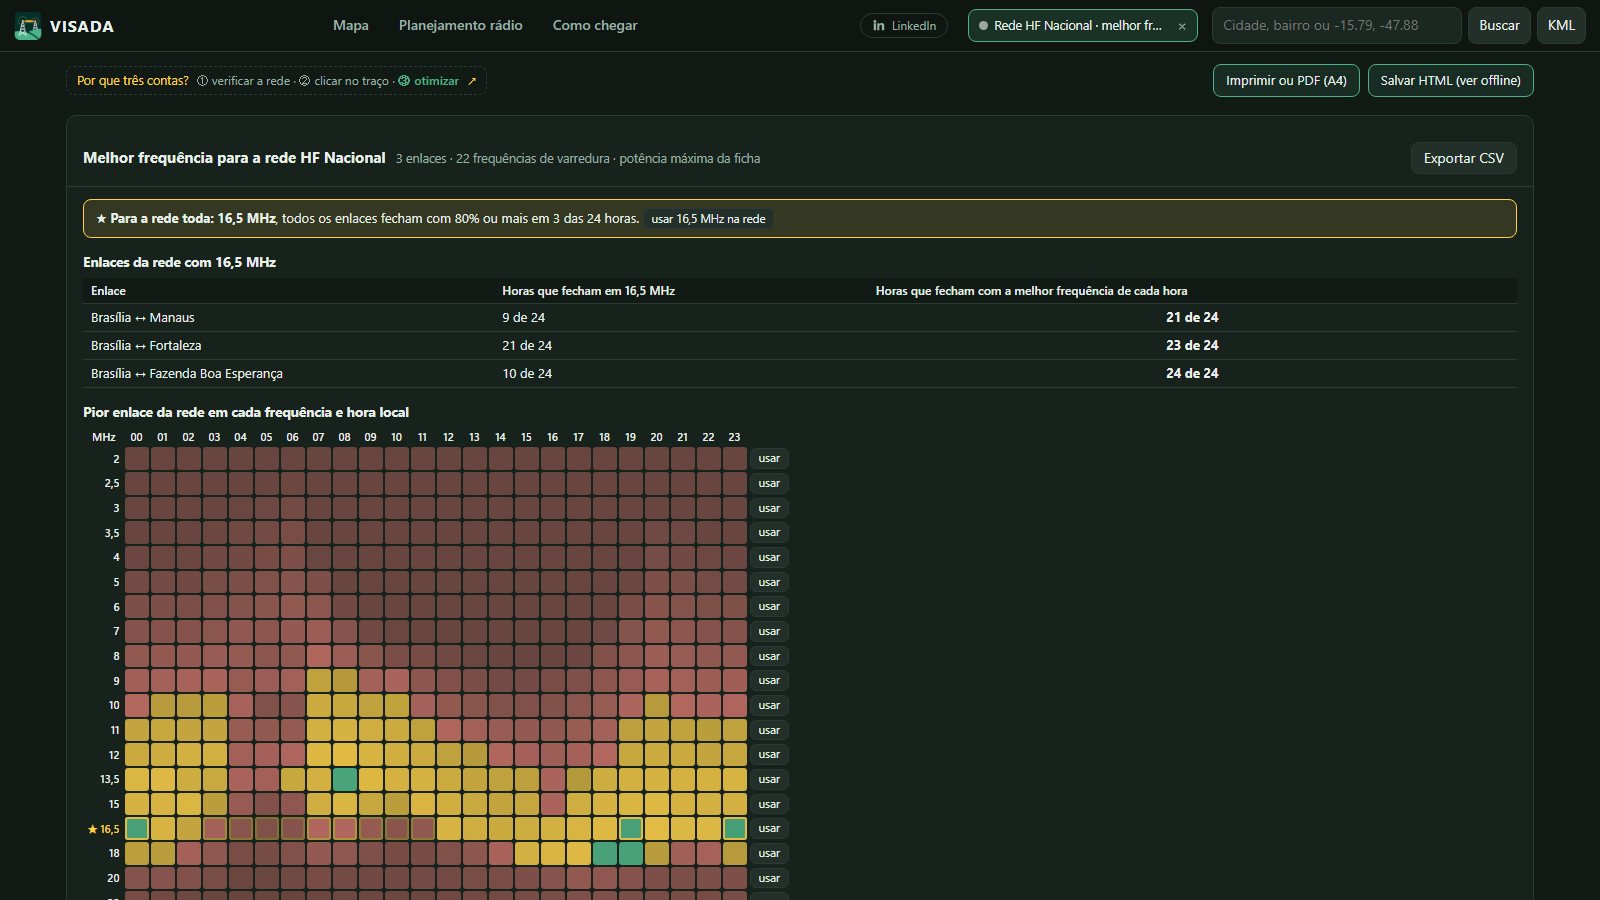 VISADA
Mapa Planejamento rádio Como chegar
in LinkedIn
Rede HF Nacional · melhor fr... ×
Cidade, bairro ou -15.79, -47.88
Buscar KML
Por que três contas? ① verificar a rede · ② clicar no traço · ③ otimizar ↗
Imprimir ou PDF (A4) Salvar HTML (ver offline)
Melhor frequência para a rede HF Nacional 3 enlaces · 22 frequências de varredura · potência máxima da ficha
Exportar CSV
★ Para a rede toda: 16,5 MHz, todos os enlaces fecham com 80% ou mais em 3 das 24 horas. usar 16,5 MHz na rede
Enlaces da rede com 16,5 MHz
Enlace Horas que fecham em 16,5 MHz Horas que fecham com a melhor frequência de cada hora
Brasília ↔ Manaus 9 de 24 21 de 24
Brasília ↔ Fortaleza 21 de 24 23 de 24
Brasília ↔ Fazenda Boa Esperança 10 de 24 24 de 24
Pior enlace da rede em cada frequência e hora local
MHz 00 01 02 03 04 05 06 07 08 09 10 11 12 13 14 15 16 17 18 19 20 21 22 23
2 usar
2,5 usar
3 usar
3,5 usar
4 usar
5 usar
6 usar
7 usar
8 usar
9 usar
10 usar
11 usar
12 usar
13,5 usar
15 usar
★ 16,5 usar
18 usar
20 usar